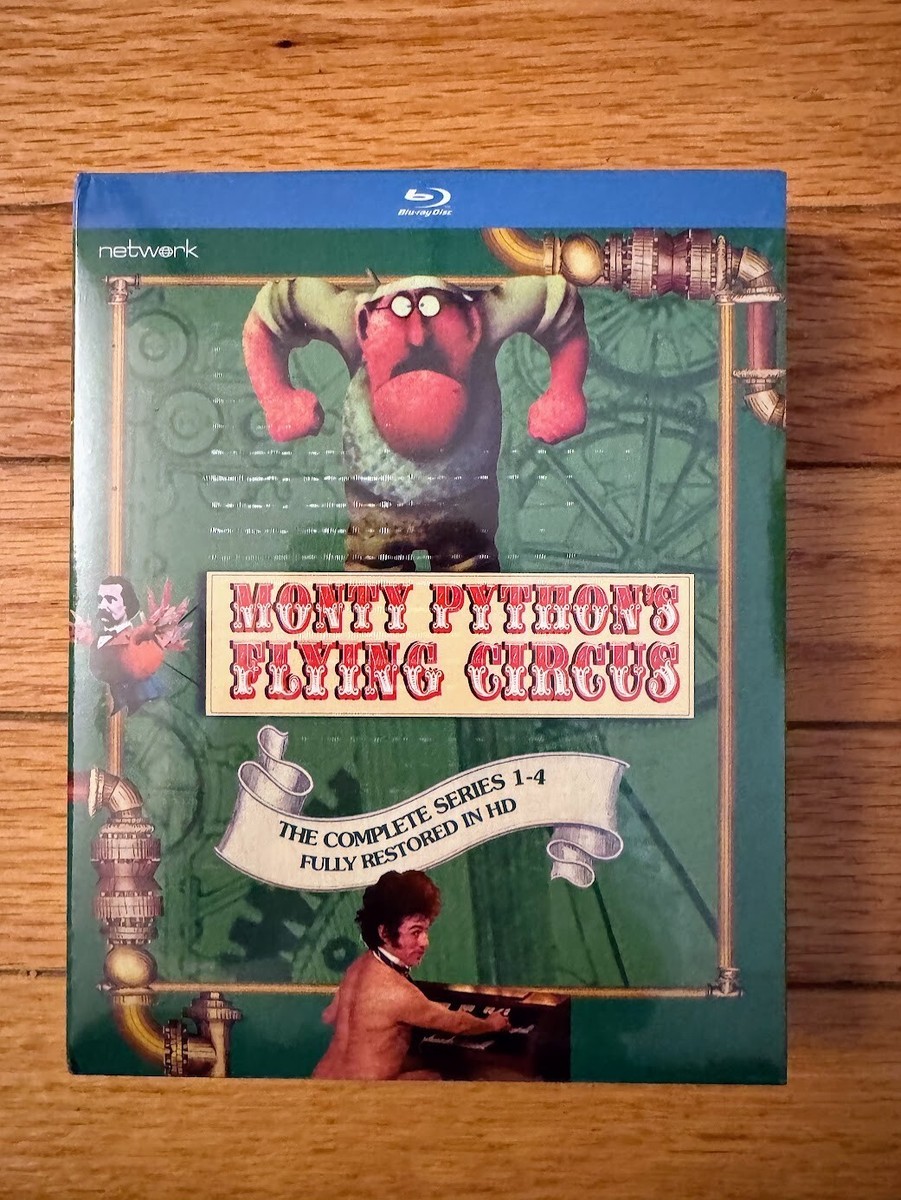 Blu-ray Disc
network
MONTY PYTHON'S
FLYING CIRCUS
THE COMPLETE SERIES 1-4
FULLY RESTORED IN HD